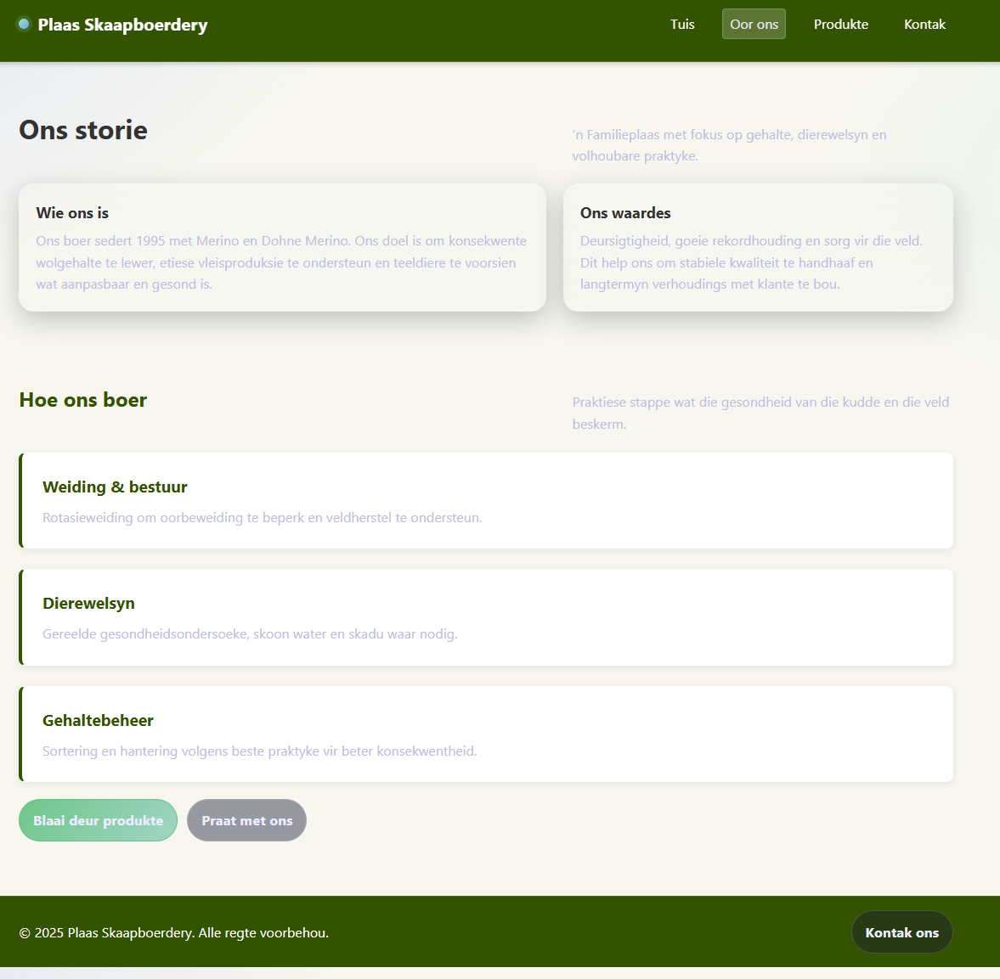 Plaas Skaapboerdery
Tuis
Oor ons
Produkte
Kontak
Ons storie
'n Familieplaas met fokus op gehalte, dierewelsyn en
volhoubare praktyke.
Wie ons is
Ons boer sedert 1995 met Merino en Dohne Merino. Ons doel is om konsekwente
wolgehalte te lewer, etiese vleisproduksie te ondersteun en teeldiere te voorsien
wat aanpasbaar en gesond is.
Ons waardes
Deursigtigheid, goeie rekordhouding en sorg vir die veld.
Dit help ons om stabiele kwaliteit te handhaaf en
langtermyn verhoudings met klante te bou.
Hoe ons boer
Praktiese stappe wat die gesondheid van die kudde en die veld
beskerm.
Weiding & bestuur
Rotasieweiding om oorbeweiding te beperk en veldherstel te ondersteun.
Dierewelsyn
Gereelde gesondheidsondersoeke, skoon water en skadu waar nodig.
Gehaltebeheer
Sortering en hantering volgens beste praktyke vir beter konsekwentheid.
Blaai deur produkte
Praat met ons
© 2025 Plaas Skaapboerdery. Alle regte voorbehou.
Kontak ons